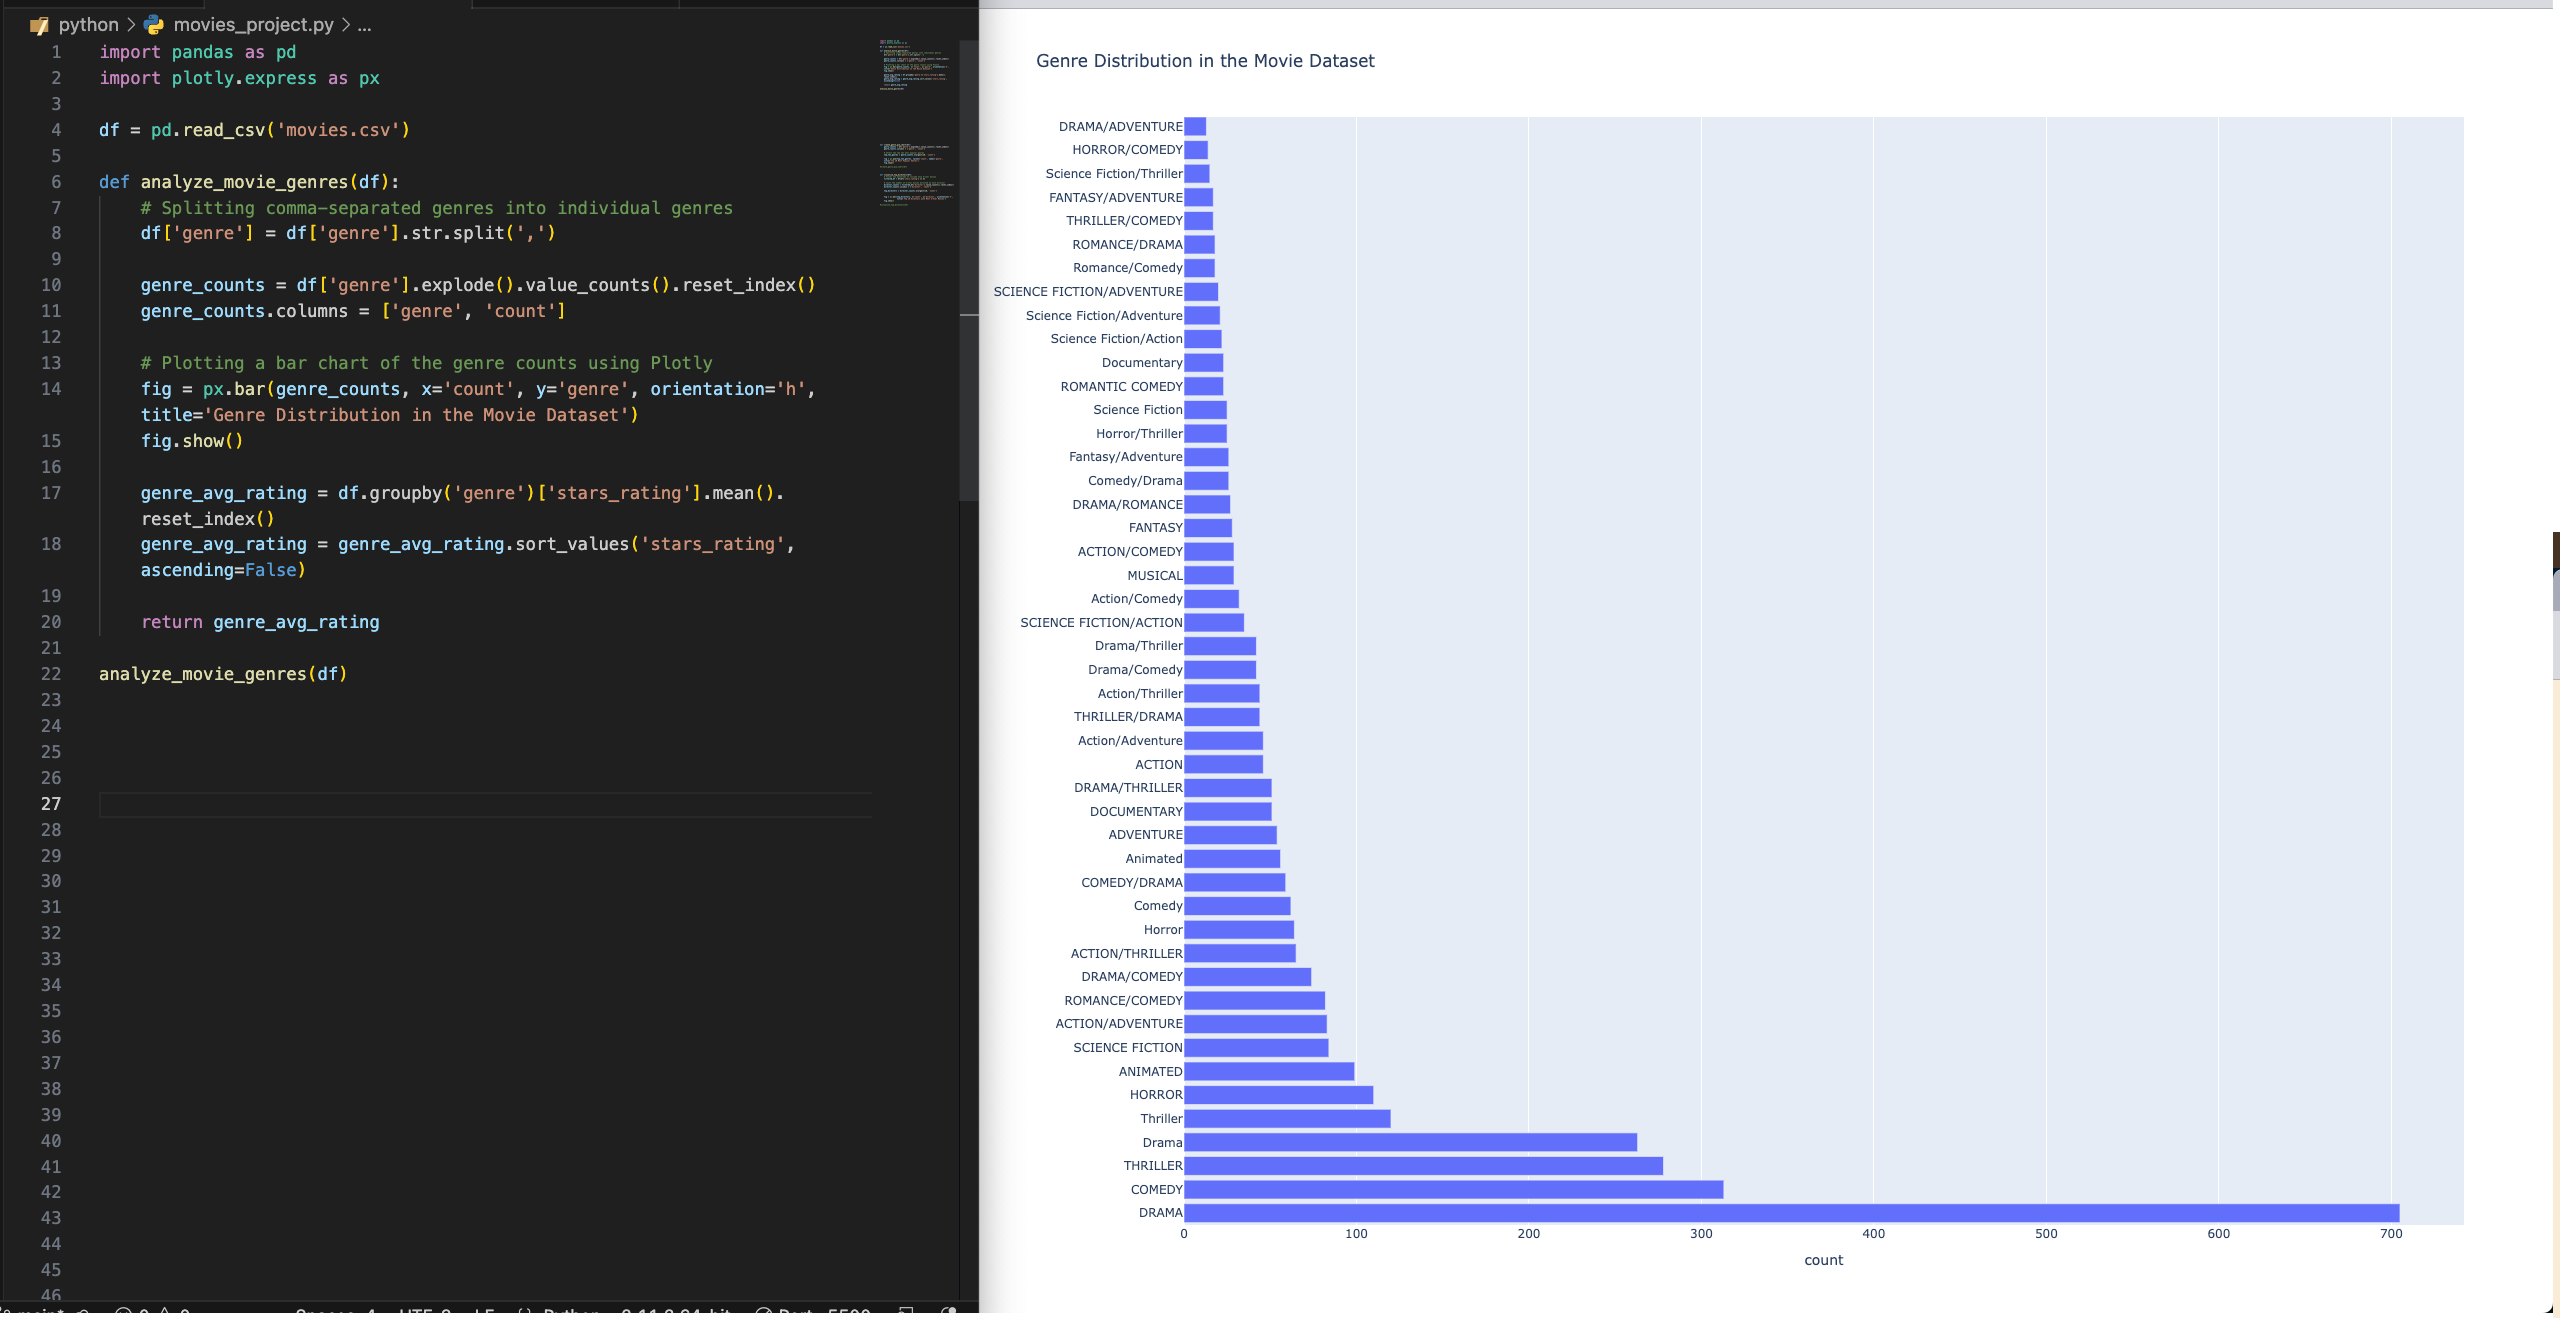 python > movies_project.py > ...
1 import pandas as pd
2 import plotly.express as px
3
4 df = pd.read_csv('movies.csv')
5
6 def analyze_movie_genres(df):
7 # Splitting comma-separated genres into individual genres
8 df['genre'] = df['genre'].str.split(',')
9
10 genre_counts = df['genre'].explode().value_counts().reset_index()
11 genre_counts.columns = ['genre', 'count']
12
13 # Plotting a bar chart of the genre counts using Plotly
14 fig = px.bar(genre_counts, x='count', y='genre', orientation='h',
title='Genre Distribution in the Movie Dataset')
15 fig.show()
16
17 genre_avg_rating = df.groupby('genre')['stars_rating'].mean().
reset_index()
18 genre_avg_rating = genre_avg_rating.sort_values('stars_rating',
ascending=False)
19
20 return genre_avg_rating
21
22 analyze_movie_genres(df)
23
24
25
26
27
28
29
30
31
32
33
34
35
36
37
38
39
40
41
42
43
44
45
46
Genre Distribution in the Movie Dataset
DRAMA/ADVENTURE
HORROR/COMEDY
Science Fiction/Thriller
FANTASY/ADVENTURE
THRILLER/COMEDY
ROMANCE/DRAMA
Romance/Comedy
SCIENCE FICTION/ADVENTURE
Science Fiction/Adventure
Science Fiction/Action
Documentary
ROMANTIC COMEDY
Science Fiction
Horror/Thriller
Fantasy/Adventure
Comedy/Drama
DRAMA/ROMANCE
FANTASY
ACTION/COMEDY
MUSICAL
Action/Comedy
SCIENCE FICTION/ACTION
Drama/Thriller
Drama/Comedy
Action/Thriller
THRILLER/DRAMA
Action/Adventure
ACTION
DRAMA/THRILLER
DOCUMENTARY
ADVENTURE
Animated
COMEDY/DRAMA
Comedy
Horror
ACTION/THRILLER
DRAMA/COMEDY
ROMANCE/COMEDY
ACTION/ADVENTURE
SCIENCE FICTION
ANIMATED
HORROR
Thriller
Drama
THRILLER
COMEDY
DRAMA
0 100 200 300 400 500 600 700
count